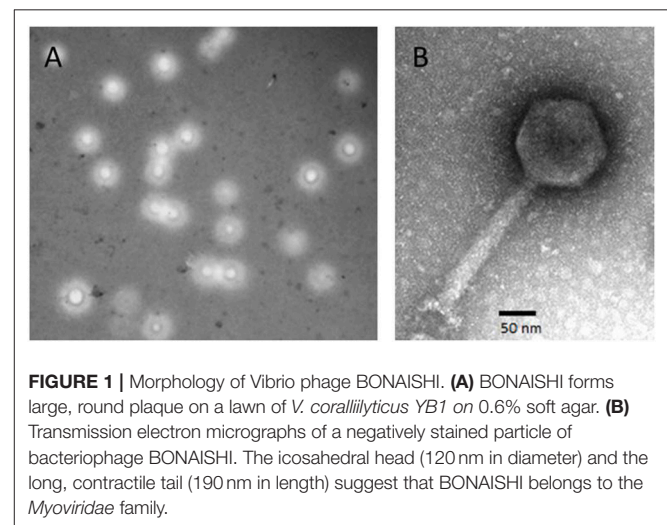 A
B
50 nm
FIGURE 1 | Morphology of Vibrio phage BONAISHI. (A) BONAISHI forms
large, round plaque on a lawn of V. coralliilyticus YB1 on 0.6% soft agar. (B)
Transmission electron micrographs of a negatively stained particle of
bacteriophage BONAISHI. The icosahedral head (120 nm in diameter) and the
long, contractile tail (190 nm in length) suggest that BONAISHI belongs to the
Myoviridae family.